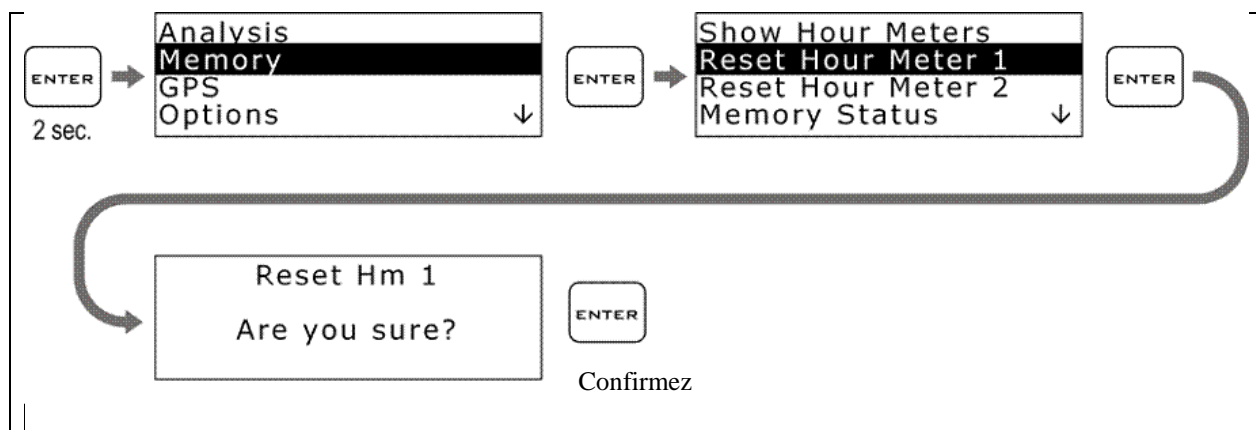 ENTER
2 sec.
Analysis
Memory
GPS
Options ↓
ENTER
Show Hour Meters
Reset Hour Meter 1
Reset Hour Meter 2
Memory Status ↓
ENTER
Reset Hm 1
Are you sure?
ENTER
Confirmez